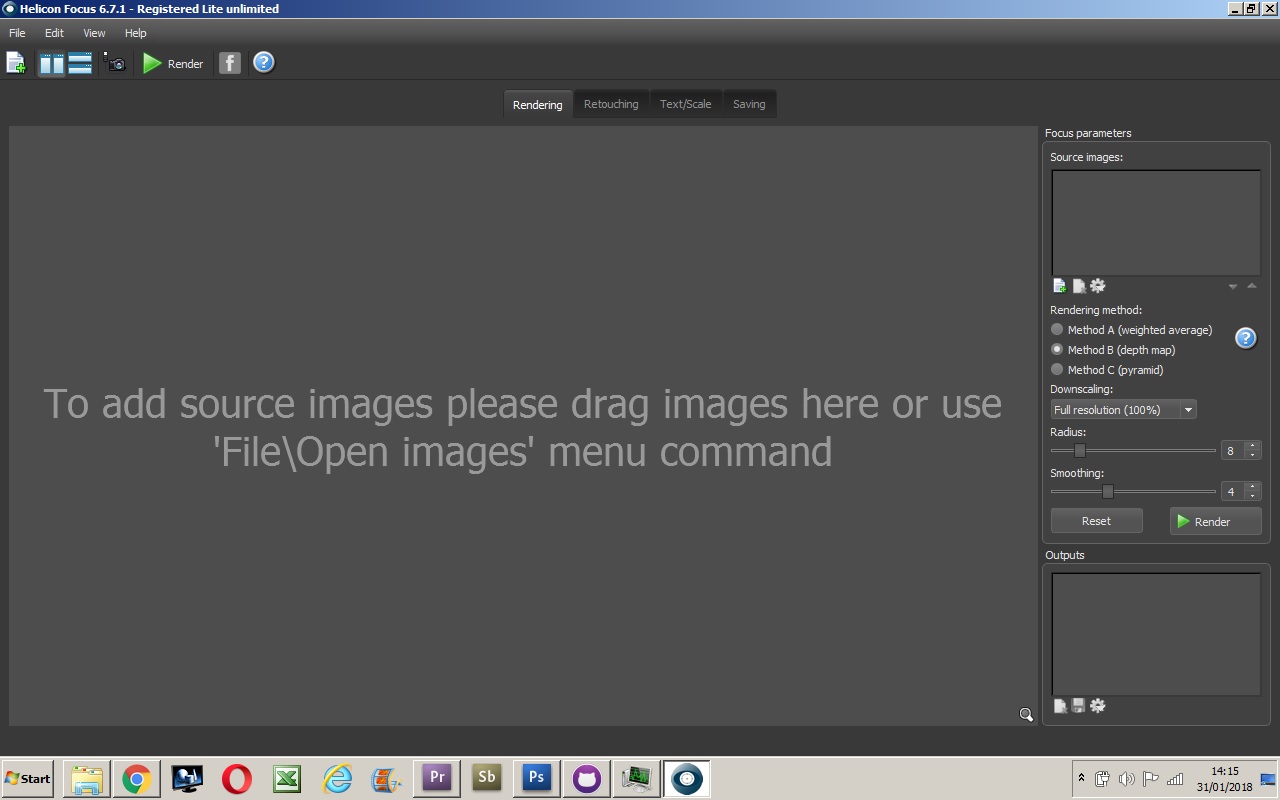 Helicon Focus 6.7.1 - Registered Lite unlimited
File Edit View Help
Render
f
?
Rendering Retouching Text/Scale Saving
To add source images please drag images here or use
'File\Open images' menu command
Focus parameters
Source images:
Rendering method:
Method A (weighted average)
?
Method B (depth map)
Method C (pyramid)
Downscaling:
Full resolution (100%)
Radius:
8
Smoothing:
4
Reset Render
Outputs
Start
Pr Sb Ps
14:15
31/01/2018